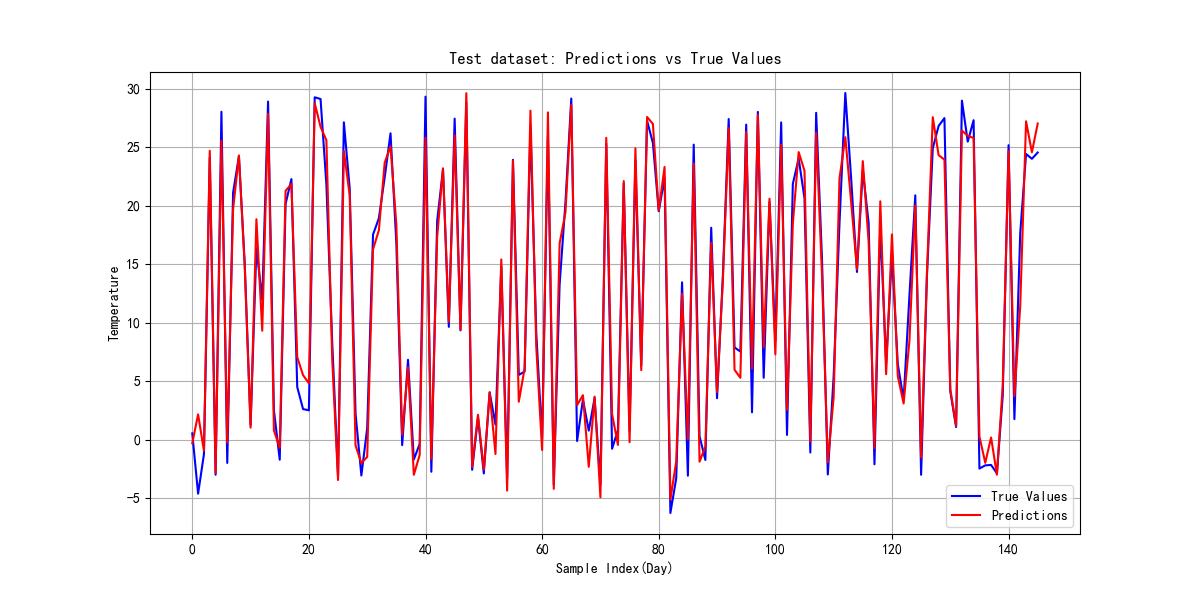 Test dataset: Predictions vs True Values
30
25
20
15
10
5
0
−5
Temperature
0 20 40 60 80 100 120 140
Sample Index(Day)
True Values
Predictions